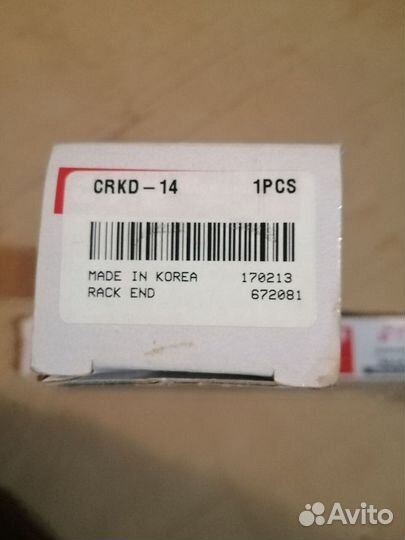 CRKD-14 1PCS
MADE IN KOREA 170213
RACK END 672081
Avito